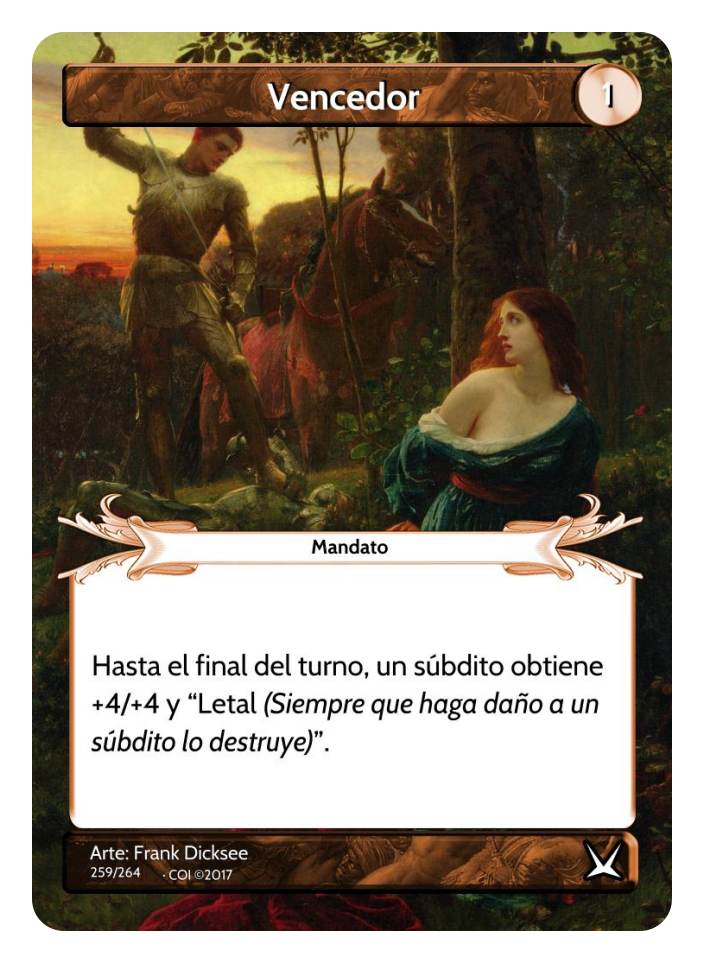 Vencedor
1
Mandato
Hasta el final del turno, un súbdito obtiene
+4/+4 y “Letal (Siempre que haga daño a un
súbdito lo destruye)”.
Arte: Frank Dicksee
259/264 · COI ©2017